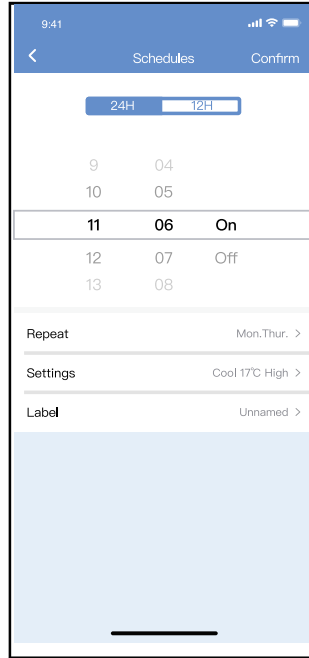 9:41
Schedules Confirm
24H 12H
9 04
10 05
11 06 On
12 07 Off
13 08
Repeat Mon.Thur. >
Settings Cool 17℃ High >
Label Unnamed >